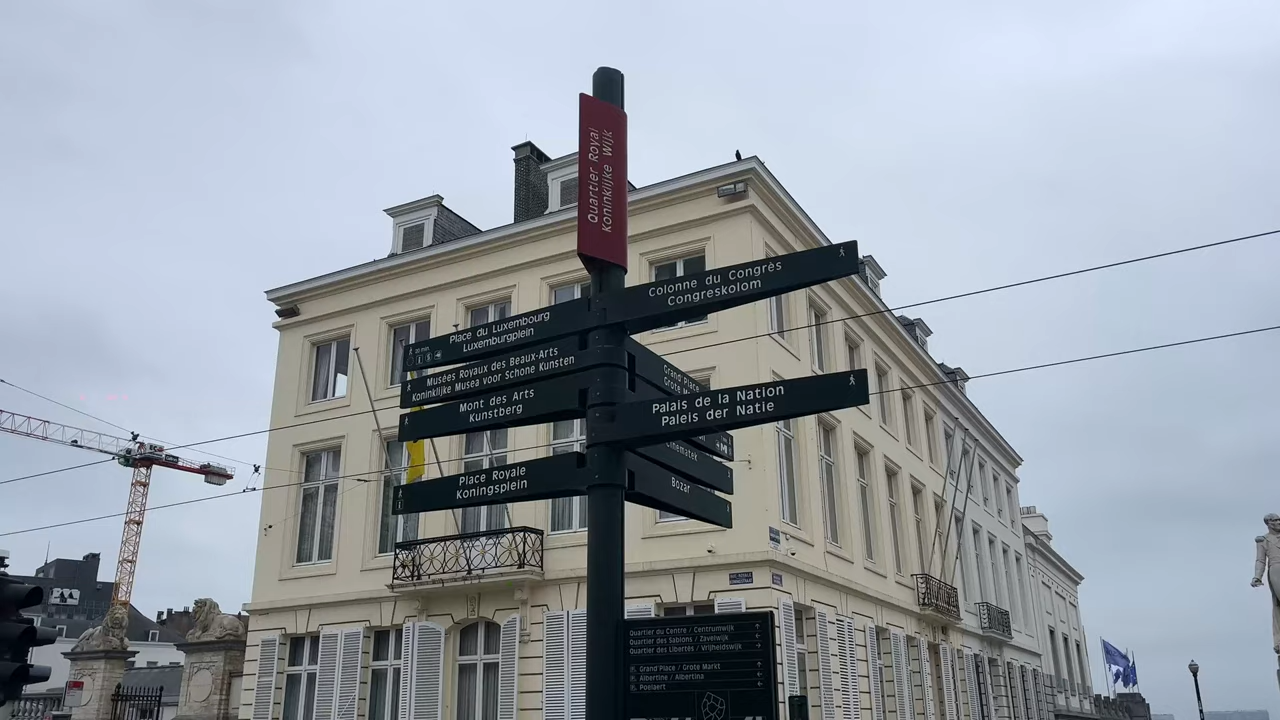 Quartier Royal
Koninklijke Wijk
Colonne du Congrès
Congreskolom
Place du Luxembourg
Luxemburgplein
20 min.
Musées Royaux des Beaux-Arts
Koninklijke Musea voor Schone Kunsten
Mont des Arts
Kunstberg
Grand Place
Palais de la Nation
Paleis der Natie
Cinematek
Place Royale
Koningsplein
Bozar
Quartier du Centre / Centrumwijk
Quartier des Sablons / Zavelwijk
Quartier des Libertés / Vrijheidswijk
P Grand Place / Grote Markt
P Albertine / Albertina
P Poelaert